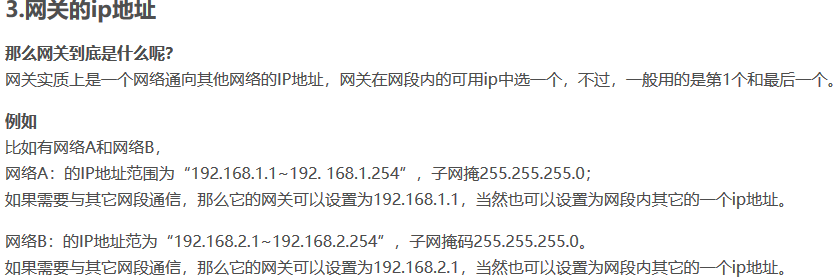 3.网关的ip地址
那么网关到底是什么呢?
网关实质上是一个网络通向其他网络的IP地址，网关在网段内的可用ip中选一个，不过，一般用的是第1个和最后一个。
例如
比如有网络A和网络B，
网络A：的IP地址范围为“192.168.1.1~192. 168.1.254”，子网掩255.255.255.0；
如果需要与其它网段通信，那么它的网关可以设置为192.168.1.1，当然也可以设置为网段内其它的一个ip地址。
网络B：的IP地址范为“192.168.2.1~192.168.2.254”，子网掩码255.255.255.0。
如果需要与其它网段通信，那么它的网关可以设置为192.168.2.1，当然也可以设置为网段内其它的一个ip地址。